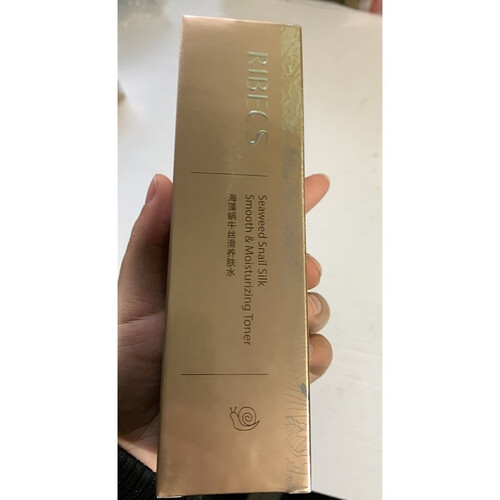 RIBECS
Seaweed Snail Silk
Smooth & Moisturizing Toner
海藻蜗牛丝滑养肤水